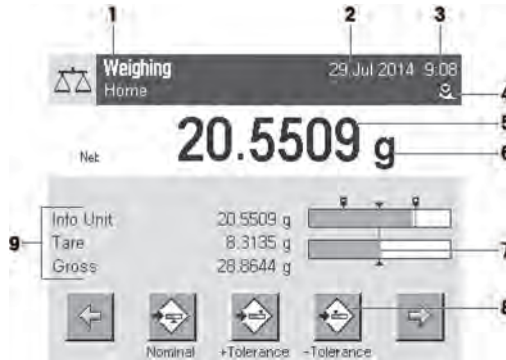 1 2 3
Weighing 29.Jul 2014 9:08
Home
4
20.5509 g
5
6
Net
Info Unit 20.5509 g
9 Tare 8.3135 g
7
Gross 28.8644 g
8
Nominal +Tolerance -Tolerance